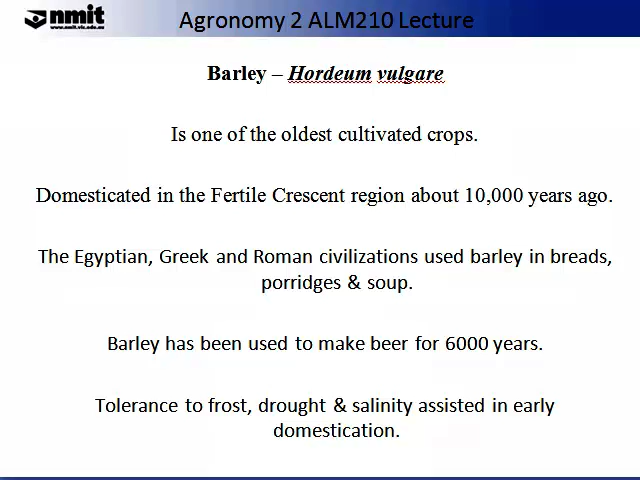 nmit
www.nmit.vic.edu.au
Agronomy 2 ALM210 Lecture
Barley – Hordeum vulgare
Is one of the oldest cultivated crops.
Domesticated in the Fertile Crescent region about 10,000 years ago.
The Egyptian, Greek and Roman civilizations used barley in breads,
porridges & soup.
Barley has been used to make beer for 6000 years.
Tolerance to frost, drought & salinity assisted in early
domestication.